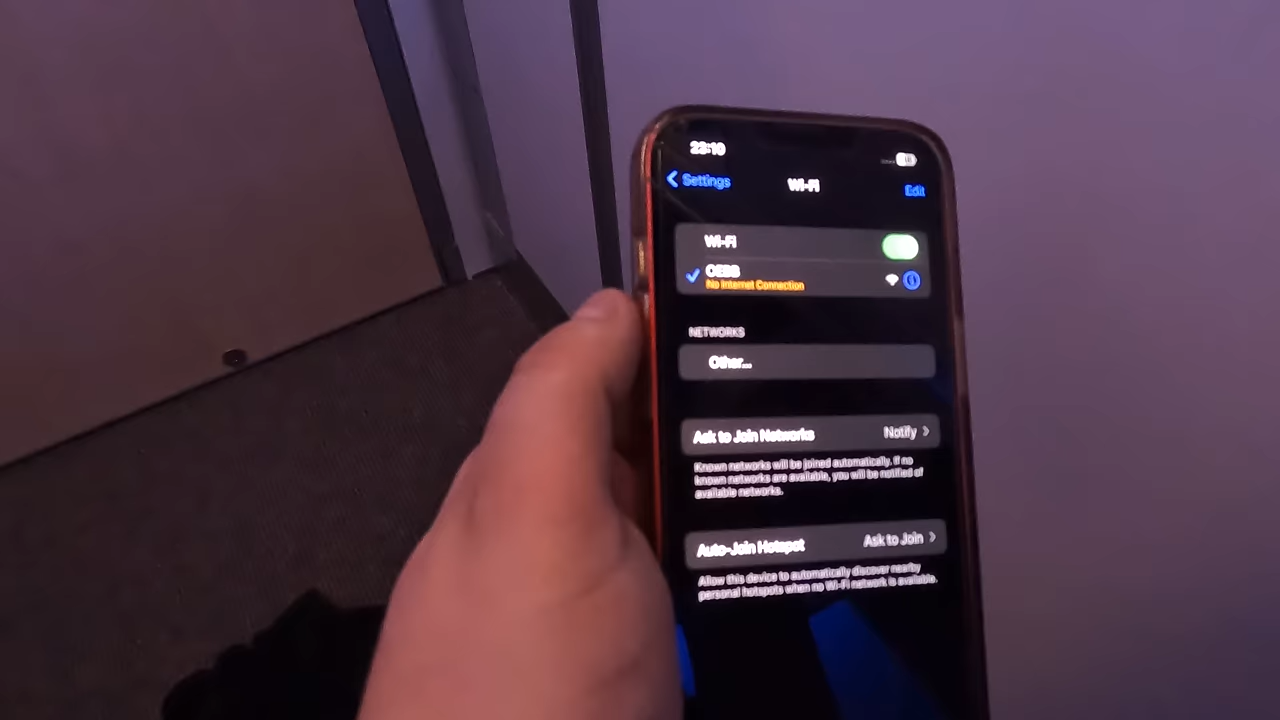 23:10
Settings
Wi-Fi
Edit
Wi-Fi
OEBB
No Internet Connection
NETWORKS
Other...
Ask to Join Networks
Notify
Known networks will be joined automatically. If no
known networks are available, you will be notified of
available networks.
Auto-Join Hotspot
Ask to Join
Allow this device to automatically discover nearby
personal hotspots when no Wi-Fi network is available.